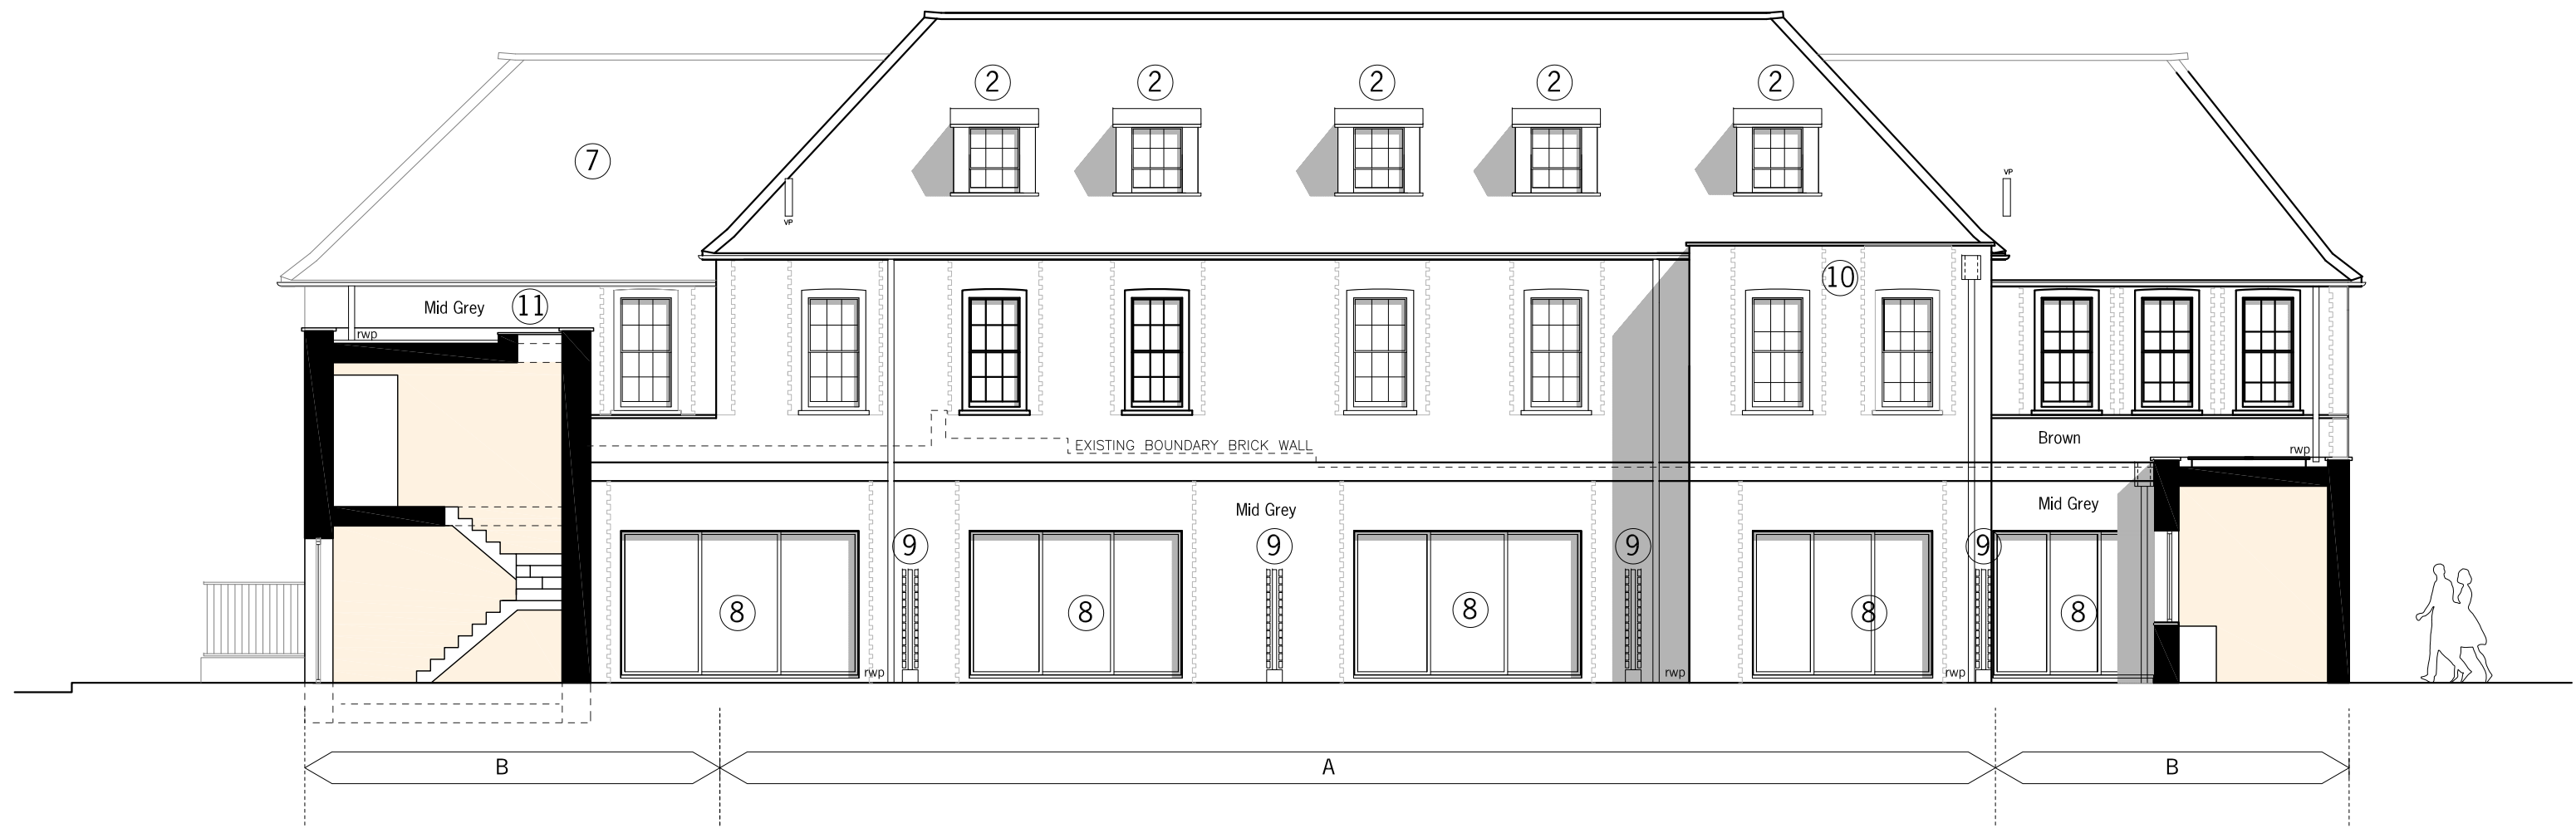 2 2 2 2 2
7
VP
VP
10
Mid Grey 11
rwp
Brown
EXISTING BOUNDARY BRICK WALL
rwp
Mid Grey
Mid Grey
9 9 9 9
8 8 8 8 8
rwp rwp rwp
B A B